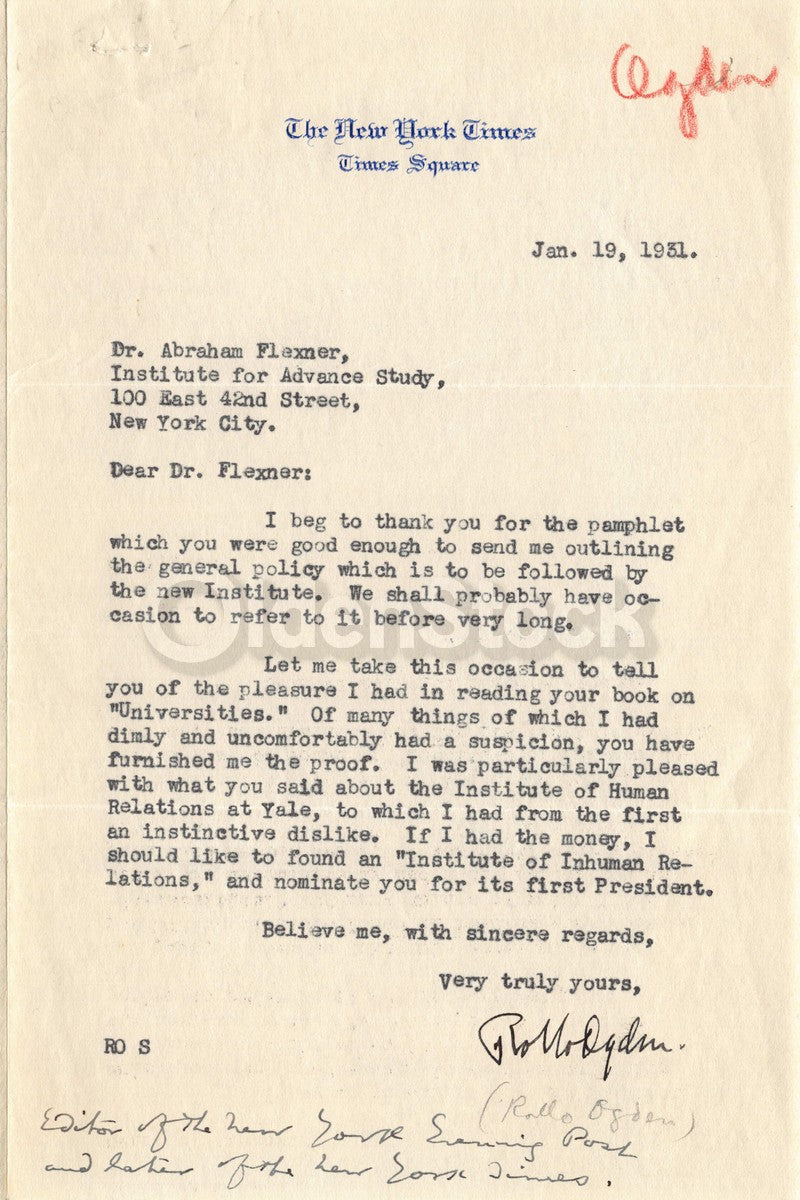 Ogden
The New York Times
Times Square
Jan. 19, 1931.
Dr. Abraham Flexner,
Institute for Advance Study,
100 East 42nd Street,
New York City.
Dear Dr. Flexner:
I beg to thank you for the pamphlet
which you were good enough to send me outlining
the general policy which is to be followed by
the new Institute. We shall probably have oc-
casion to refer to it before very long.
OldenStock
Let me take this occasion to tell
you of the pleasure I had in reading your book on
"Universities." Of many things of which I had
dimly and uncomfortably had a suspicion, you have
furnished me the proof. I was particularly pleased
with what you said about the Institute of Human
Relations at Yale, to which I had from the first
an instinctive dislike. If I had the money, I
should like to found an "Institute of Inhuman Re-
lations," and nominate you for its first President.
Believe me, with sincere regards,
Very truly yours,
RO S
Rollo Ogden.
(Rollo Ogden)
Editor of the New York Evening Post
and later of the New York Times.